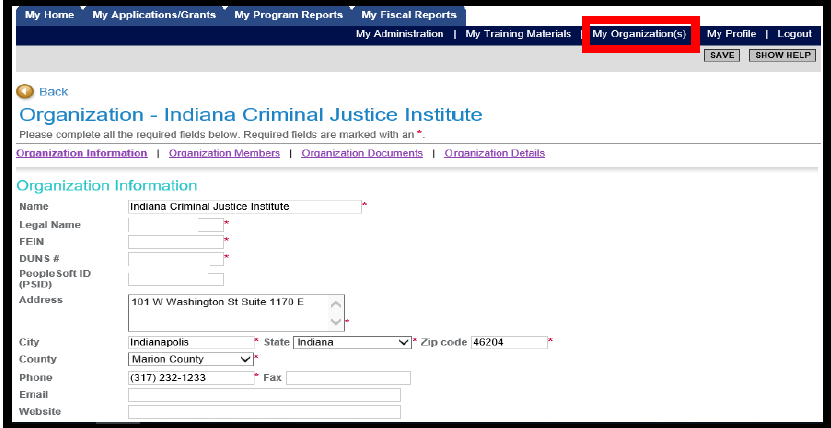 My Home My Applications/Grants My Program Reports My Fiscal Reports
My Administration | My Training Materials | My Organization(s) My Profile | Logout
SAVE SHOW HELP
Back
Organization - Indiana Criminal Justice Institute
Please complete all the required fields below. Required fields are marked with an *.
Organization Information | Organization Members | Organization Documents | Organization Details
Organization Information
Name Indiana Criminal Justice Institute *
Legal Name *
FEIN *
DUNS # *
PeopleSoft ID
(PSID)
Address 101 W Washington St Suite 1170 E *
City Indianapolis * State Indiana * Zip code 46204 *
County Marion County *
Phone (317) 232-1233 * Fax
Email
Website